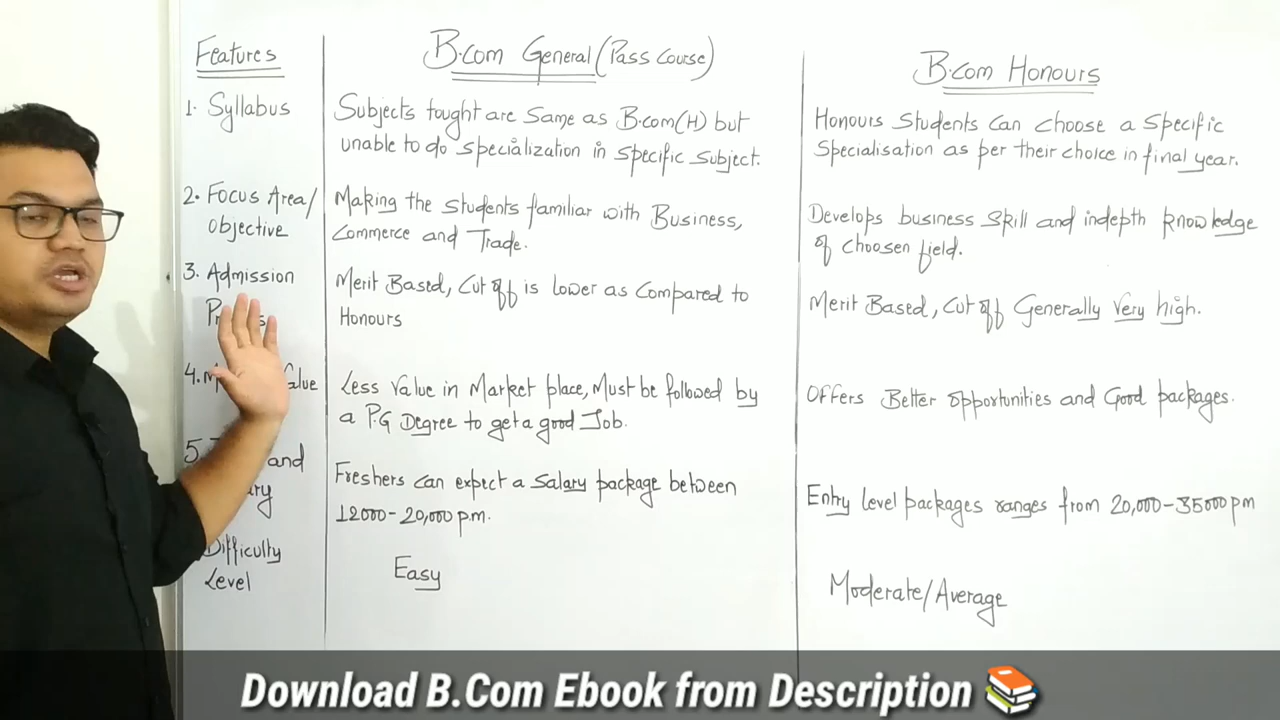 Features
B.com General (Pass Course)
B.com Honours
1. Syllabus
Subjects tought are Same as B.com(H) but
unable to do specialization in specific subject.
Honours Students Can choose a Specific
Specialisation as per their choice in final year.
2. Focus Area/
Objective
Making the students familiar with Business,
Commerce and Trade.
Develops business skill and indepth knowledge
of choosen field.
3. Admission
Merit Based, Cut off is lower as Compared to
Honours
Merit Based, Cut off Generally Very high.
4.
Less Value in Market place, Must be followed by
a P.G Degree to get a good Job.
Offers Better opportunities and Good packages.
5 and
Freshers can expect a Salary package between
12000-20,000 p.m.
Entry level packages ranges from 20,000-35000 pm
Difficulty
Level
Easy
Moderate/Average
Download B.Com Ebook from Description